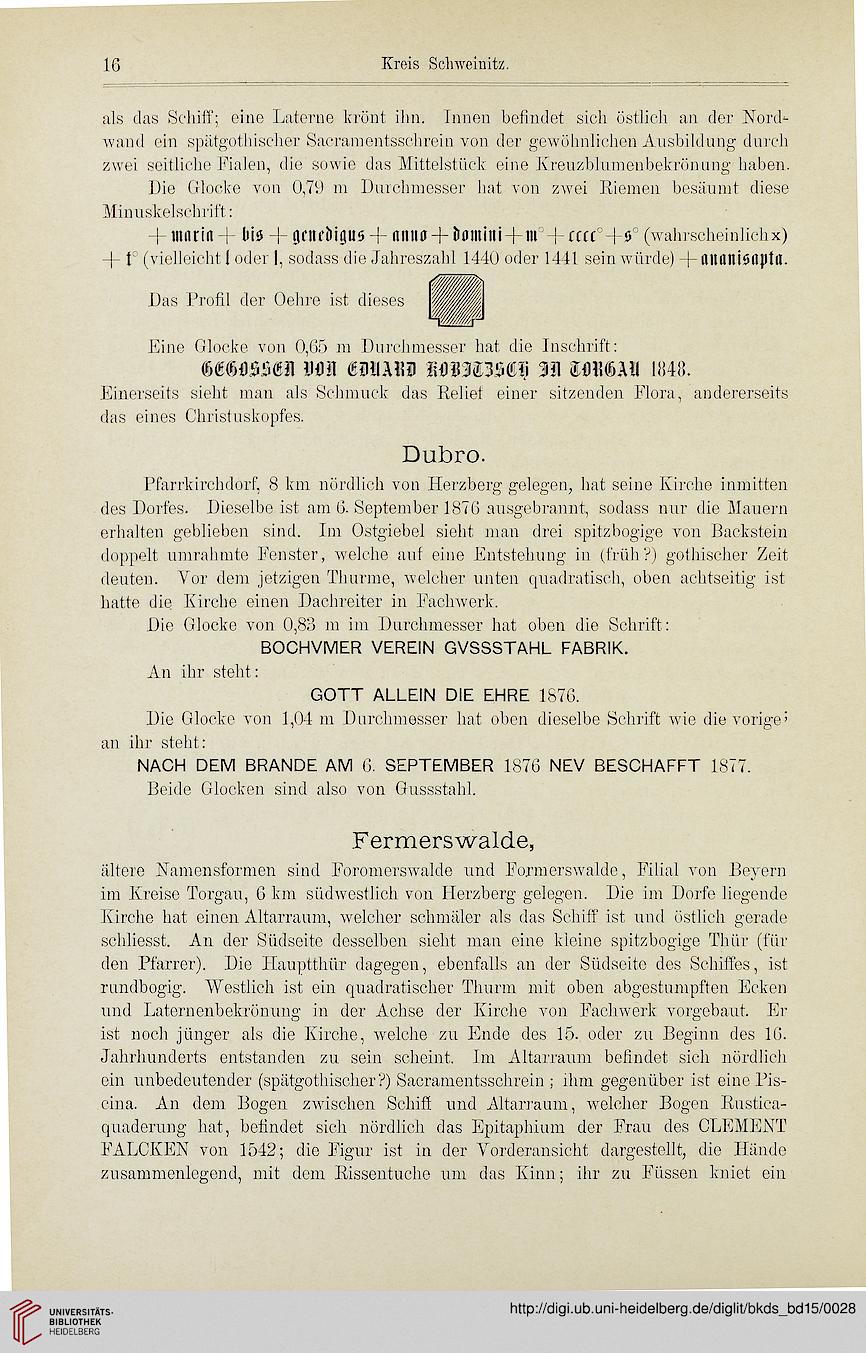 16
Kreis Schweinitz.
als das Schiff; eine Laterne krönt ihn. Innen befindet sich östlich an der Nord-
wand ein spätgothischer Sacramentsschrein von der gewöhnlichen Ausbildung durch
zwei seitliche Fialen, die sowie das Mittelstück eine Kreuzblumenbekrönung haben.
Die Glocke von 0,79 m Durchmesser hat von zwei Riemen besäumt diese
Minuskelschrift:
+ maria + bis + genedigus + anno + domini + m° + cccc° + s° (wahrscheinlich x)
+ t° (vielleicht l oder l, sodass die Jahreszahl 1440 oder 1441 sein würde) + ananisapta.
Das Profil der Oehre ist dieses
Eine Glocke von 0,65 m Durchmesser hat die Inschrift:
GEGOSSEN VON EDUARD KOBITZSCH IN TORGAU 1848.
Einerseits sieht man als Schmuck das Relief einer sitzenden Flora, andererseits
das eines Christuskopfes.
Dubro.
Pfarrkirchdorf, 8 km nördlich von Herzberg gelegen, hat seine Kirche inmitten
des Dorfes. Dieselbe ist am 6. September 1876 ausgebrannt, sodass nur die Mauern
erhalten geblieben sind. Im Ostgiebel sieht man drei spitzbogige von Backstein
doppelt umrahmte Fenster, welche auf eine Entstehung in (früh?) gothischer Zeit
deuten. Vor dem jetzigen Thurme, welcher unten quadratisch, oben achtseitig ist
hatte die Kirche einen Dachreiter in Fachwerk.
Die Glocke von 0,83 m im Durchmesser hat oben die Schrift:
BOCHVMER VEREIN GVSSSTAHL FABRIK.
An ihr steht:
GOTT ALLEIN DIE EHRE 1876.
Die Glocke von 1,04 m Durchmesser hat oben dieselbe Schrift wie die vorige;
an ihr steht:
NACH DEM BRANDE AM 6. SEPTEMBER 1876 NEV BESCHAFFT 1877.
Beide Glocken sind also von Gussstahl.
Fermerswalde,
ältere Namensformen sind Foromerswalde und Formerswalde, Filial von Beyern
im Kreise Torgau, 6 km südwestlich von Herzberg gelegen. Die im Dorfe liegende
Kirche hat einen Altarraum, welcher schmäler als das Schiff ist und östlich gerade
schliesst. An der Südseite desselben sieht man eine kleine spitzbogige Thür (für
den Pfarrer). Die Hauptthür dagegen, ebenfalls an der Südseite des Schiffes, ist
rundbogig. Westlich ist ein quadratischer Thurm mit oben abgestumpften Ecken
und Laternenbekrönung in der Achse der Kirche von Fachwerk vorgebaut. Er
ist noch jünger als die Kirche, welche zu Ende des 15. oder zu Beginn des 16.
Jahrhunderts entstanden zu sein scheint. Im Altarraum befindet sich nördlich
ein unbedeutender (spätgothischer?) Sacramentsschrein ; ihm gegenüber ist eine Pis-
cina. An dem Bogen zwischen Schiff und Altarraum, welcher Bogen Rustica-
quaderung hat, befindet sich nördlich das Epitaphium der Frau des CLEMENT
FALCKEN von 1542; die Figur ist in der Vorderansicht dargestellt, die Hände
zusammenlegend, mit dem Rissentuche um das Kinn; ihr zu Füssen kniet ein
UNIVERSITÄTS-
BIBLIOTHEK
HEIDELBERG
http://digi.ub.uni-heidelberg.de/diglit/bkds_bd15/0028